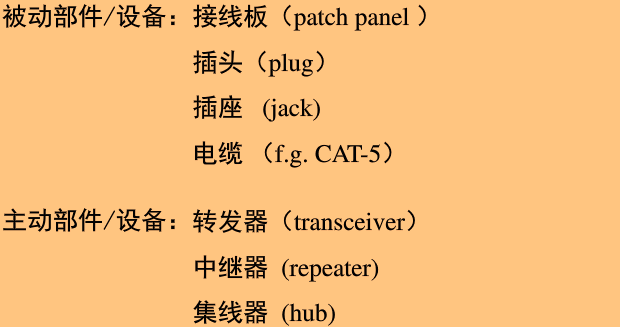 被动部件/设备：接线板（patch panel ）
插头（plug）
插座 (jack)
电缆 （f.g. CAT-5）
主动部件/设备：转发器（transceiver）
中继器 (repeater)
集线器 (hub)